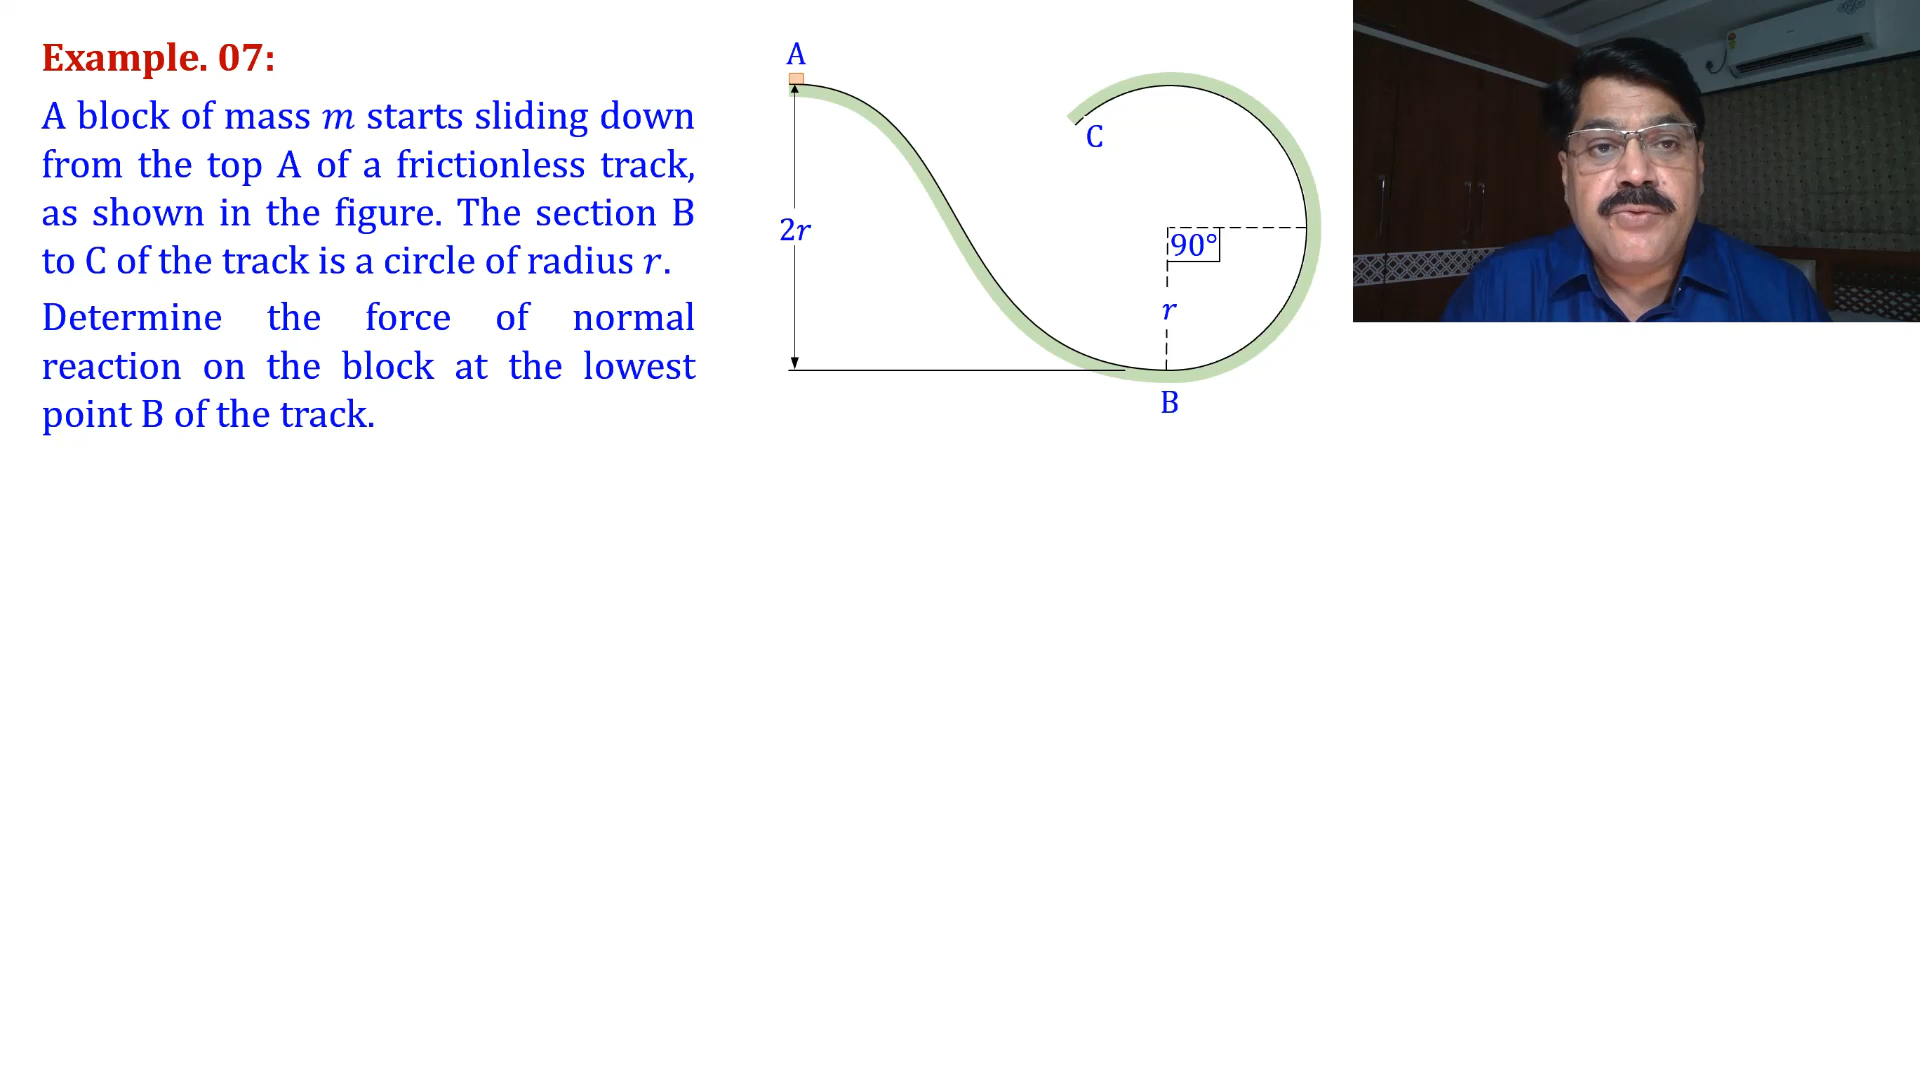 Example. 07:
A block of mass m starts sliding down
from the top A of a frictionless track,
as shown in the figure. The section B
to C of the track is a circle of radius r.
Determine the force of normal
reaction on the block at the lowest
point B of the track.
A
C
2r
90°
r
B